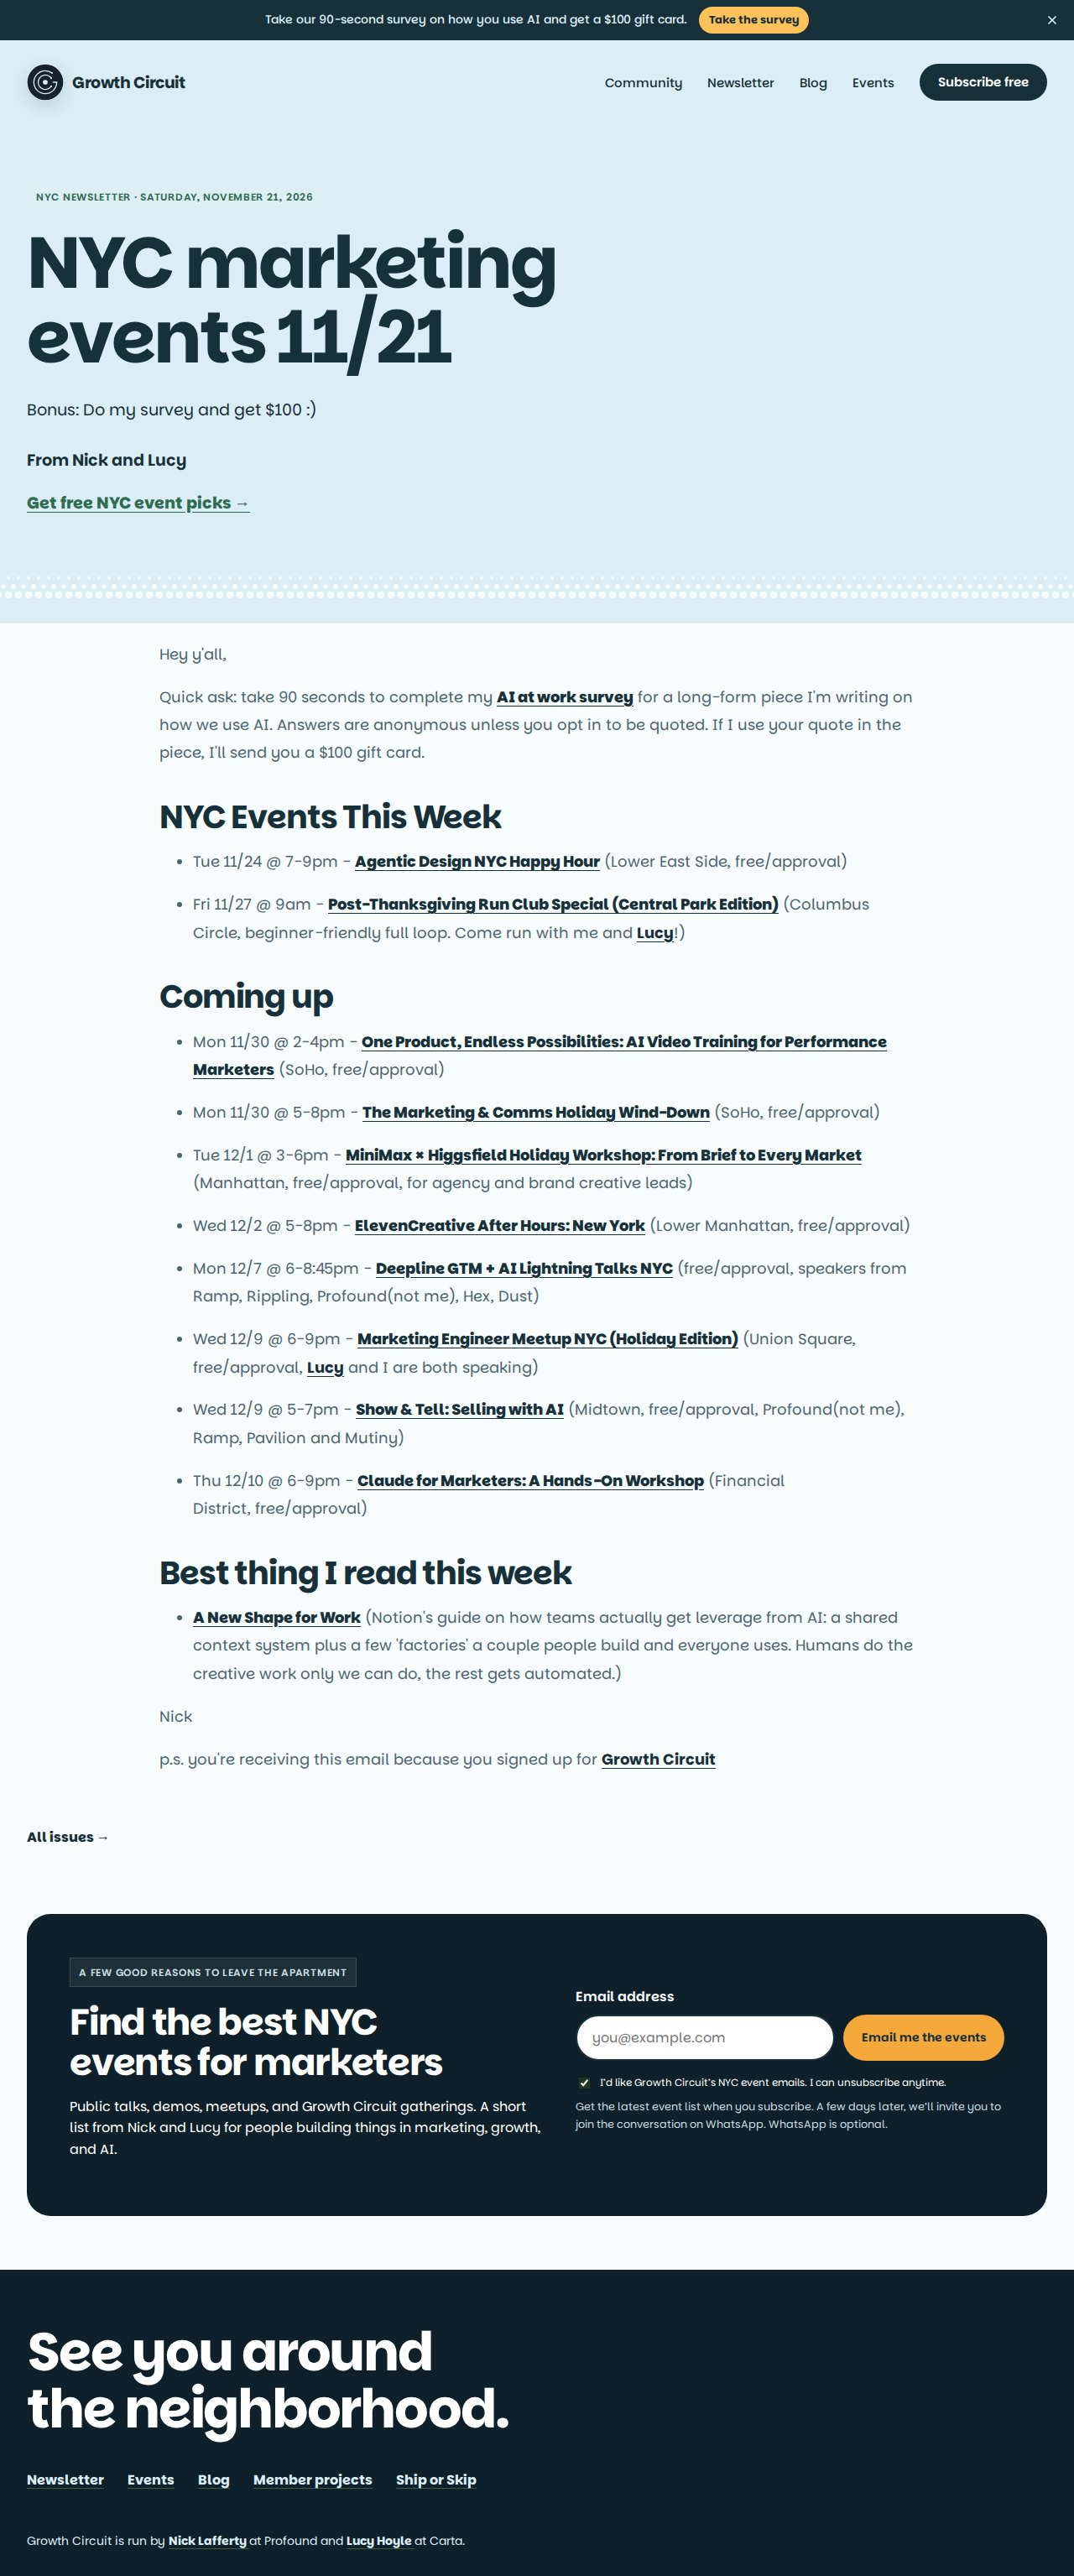 Take our 90-second survey on how you use AI and get a $100 gift card. Take the survey ×
Growth Circuit Community Newsletter Blog Events Subscribe free
NYC NEWSLETTER · SATURDAY, NOVEMBER 21, 2026
NYC marketing
events 11/21
Bonus: Do my survey and get $100 :)
From Nick and Lucy
Get free NYC event picks →
Hey y'all,
Quick ask: take 90 seconds to complete my AI at work survey for a long-form piece I'm writing on
how we use AI. Answers are anonymous unless you opt in to be quoted. If I use your quote in the
piece, I'll send you a $100 gift card.
NYC Events This Week
• Tue 11/24 @ 7-9pm - Agentic Design NYC Happy Hour (Lower East Side, free/approval)
• Fri 11/27 @ 9am - Post-Thanksgiving Run Club Special (Central Park Edition) (Columbus
Circle, beginner-friendly full loop. Come run with me and Lucy!)
Coming up
• Mon 11/30 @ 2-4pm - One Product, Endless Possibilities: AI Video Training for Performance
Marketers (SoHo, free/approval)
• Mon 11/30 @ 5-8pm - The Marketing & Comms Holiday Wind-Down (SoHo, free/approval)
• Tue 12/1 @ 3-6pm - MiniMax × Higgsfield Holiday Workshop: From Brief to Every Market
(Manhattan, free/approval, for agency and brand creative leads)
• Wed 12/2 @ 5-8pm - ElevenCreative After Hours: New York (Lower Manhattan, free/approval)
• Mon 12/7 @ 6-8:45pm - Deepline GTM + AI Lightning Talks NYC (free/approval, speakers from
Ramp, Rippling, Profound(not me), Hex, Dust)
• Wed 12/9 @ 6-9pm - Marketing Engineer Meetup NYC (Holiday Edition) (Union Square,
free/approval, Lucy and I are both speaking)
• Wed 12/9 @ 5-7pm - Show & Tell: Selling with AI (Midtown, free/approval, Profound(not me),
Ramp, Pavilion and Mutiny)
• Thu 12/10 @ 6-9pm - Claude for Marketers: A Hands-On Workshop (Financial
District, free/approval)
Best thing I read this week
• A New Shape for Work (Notion's guide on how teams actually get leverage from AI: a shared
context system plus a few 'factories' a couple people build and everyone uses. Humans do the
creative work only we can do, the rest gets automated.)
Nick
p.s. you're receiving this email because you signed up for Growth Circuit
All issues →
A FEW GOOD REASONS TO LEAVE THE APARTMENT
Find the best NYC
events for marketers
Public talks, demos, meetups, and Growth Circuit gatherings. A short
list from Nick and Lucy for people building things in marketing, growth,
and AI.
Email address
you@example.com Email me the events
I'd like Growth Circuit's NYC event emails. I can unsubscribe anytime.
Get the latest event list when you subscribe. A few days later, we'll invite you to
join the conversation on WhatsApp. WhatsApp is optional.
See you around
the neighborhood.
Newsletter Events Blog Member projects Ship or Skip
Growth Circuit is run by Nick Lafferty at Profound and Lucy Hoyle at Carta.